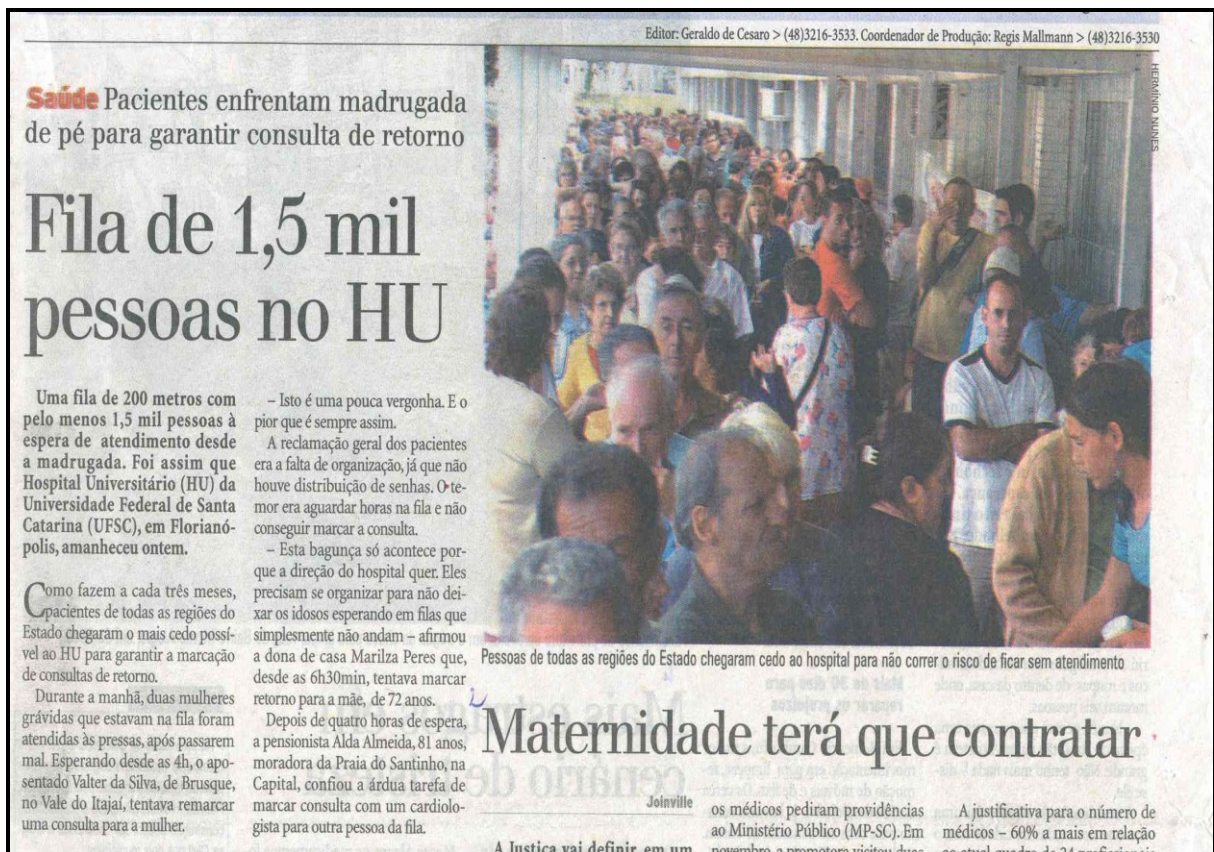 Editor: Geraldo de Cesaro > (48)3216-3533. Coordenador de Produção: Regis Mallmann > (48)3216-3530
HERMÍNIO NUNES
Saúde Pacientes enfrentam madrugada
de pé para garantir consulta de retorno
Fila de 1,5 mil
pessoas no HU
Uma fila de 200 metros com
pelo menos 1,5 mil pessoas à
espera de atendimento desde
a madrugada. Foi assim que
Hospital Universitário (HU) da
Universidade Federal de Santa
Catarina (UFSC), em Florianó-
polis, amanheceu ontem.
Como fazem a cada três meses,
pacientes de todas as regiões do
Estado chegaram o mais cedo possí-
vel ao HU para garantir a marcação
de consultas de retorno.
Durante a manhã, duas mulheres
grávidas que estavam na fila foram
atendidas às pressas, após passarem
mal. Esperando desde as 4h, o apo-
sentado Valter da Silva, de Brusque,
no Vale do Itajaí, tentava remarcar
uma consulta para a mulher.
– Isto é uma pouca vergonha. E o
pior que é sempre assim.
A reclamação geral dos pacientes
era a falta de organização, já que não
houve distribuição de senhas. O te-
mor era aguardar horas na fila e não
conseguir marcar a consulta.
– Esta bagunça só acontece por-
que a direção do hospital quer. Eles
precisam se organizar para não dei-
xar os idosos esperando em filas que
simplesmente não andam – afirmou
a dona de casa Marilza Peres que,
desde as 6h30min, tentava marcar
retorno para a mãe, de 72 anos.
Depois de quatro horas de espera,
a pensionista Alda Almeida, 81 anos,
moradora da Praia do Santinho, na
Capital, confiou a árdua tarefa de
marcar consulta com um cardiolo-
gista para outra pessoa da fila.
Pessoas de todas as regiões do Estado chegaram cedo ao hospital para não correr o risco de ficar sem atendimento
Maternidade terá que contratar
Joinville
A Justiça vai definir, em um
os médicos pediram providências
ao Ministério Público (MP-SC). Em
novembro, a promotora visitou duas
A justificativa para o número de
médicos – 60% a mais em relação
ao atual quadro de 24 profissionais